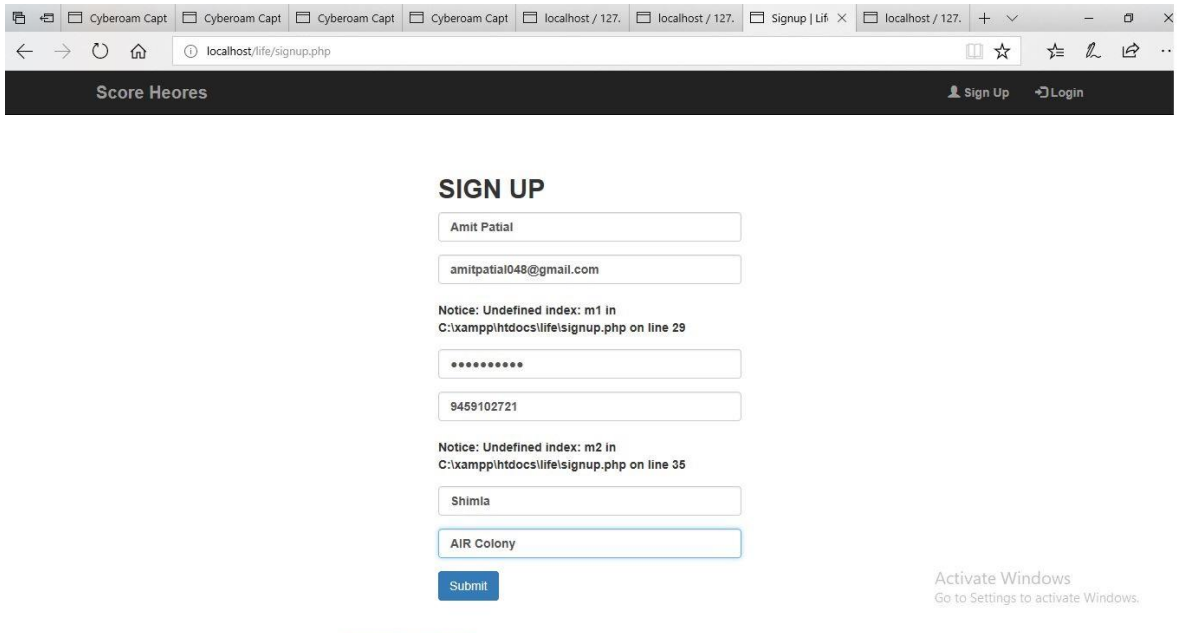 Cyberoam Capt
Cyberoam Capt
Cyberoam Capt
Cyberoam Capt
localhost / 127.
localhost / 127.
Signup | Lif
localhost / 127.
localhost/life/signup.php
Score Heores
Sign Up
Login
SIGN UP
Amit Patial
amitpatial048@gmail.com
Notice: Undefined index: m1 in
C:\xampp\htdocs\life\signup.php on line 29
••••••••••
9459102721
Notice: Undefined index: m2 in
C:\xampp\htdocs\life\signup.php on line 35
Shimla
AIR Colony
Submit
Activate Windows
Go to Settings to activate Windows.